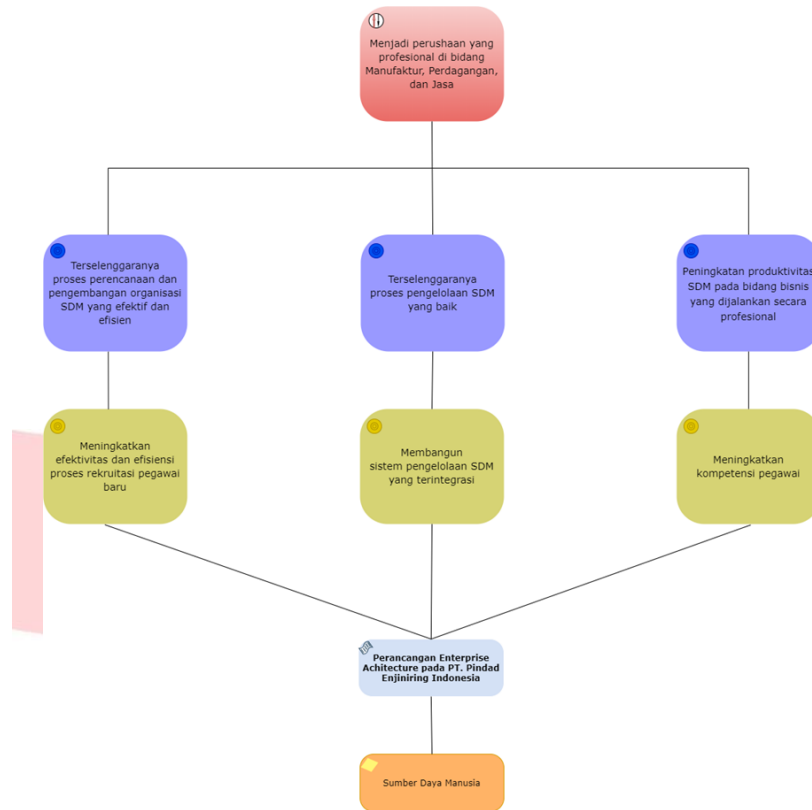 Menjadi perushaan yang
profesional di bidang
Manufaktur, Perdagangan,
dan Jasa
Terselenggaranya
proses perencanaan dan
pengembangan organisasi
SDM yang efektif dan
efisien
Terselenggaranya
proses pengelolaan SDM
yang baik
Peningkatan produktivitas
SDM pada bidang bisnis
yang dijalankan secara
profesional
Meningkatkan
efektivitas dan efisiensi
proses rekruitasi pegawai
baru
Membangun
sistem pengelolaan SDM
yang terintegrasi
Meningkatkan
kompetensi pegawai
Perancangan Enterprise
Achitecture pada PT. Pindad
Enjiniring Indonesia
Sumber Daya Manusia